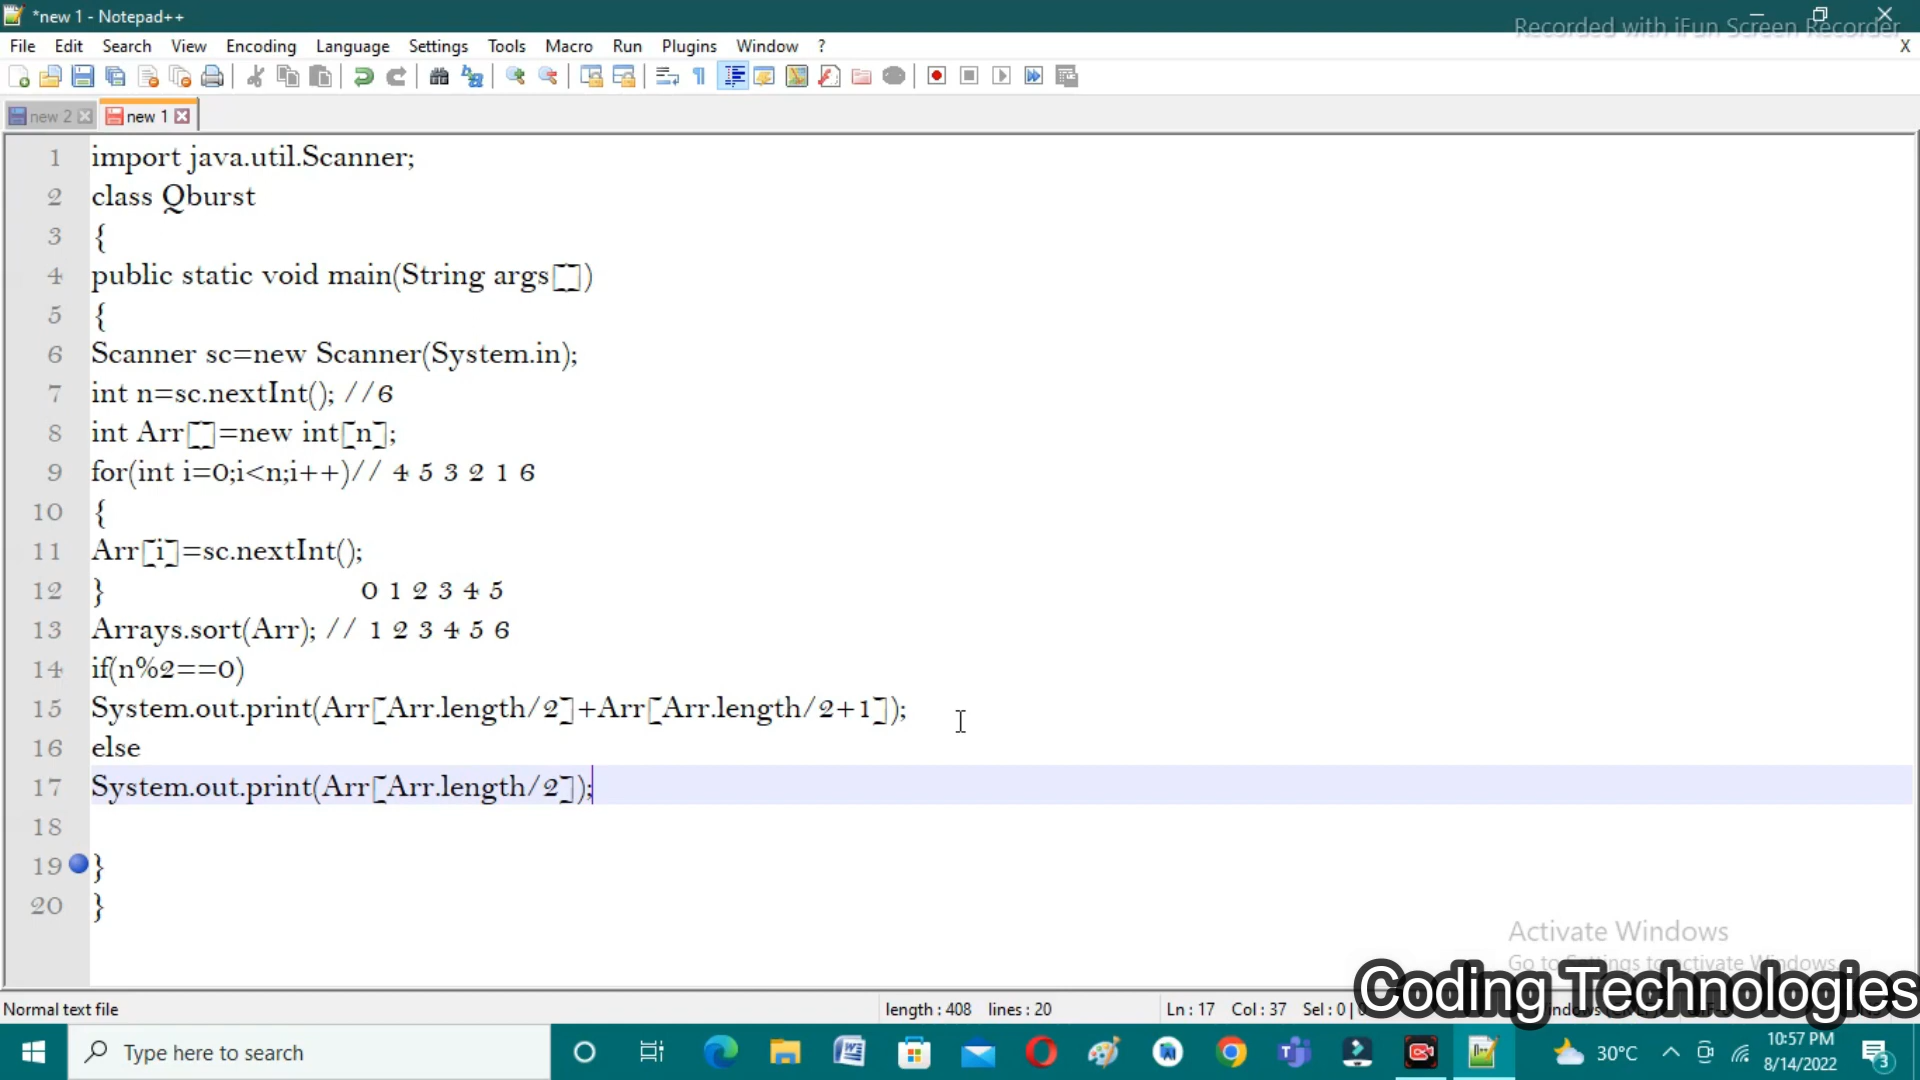 *new 1 - Notepad++
Recorded with iFun Screen Recorder
File Edit Search View Encoding Language Settings Tools Macro Run Plugins Window ? X
new 2 new 1
1 import java.util.Scanner;
2 class Qburst
3 {
4 public static void main(String args[])
5 {
6 Scanner sc=new Scanner(System.in);
7 int n=sc.nextInt(); //6
8 int Arr[]=new int[n];
9 for(int i=0;i<n;i++)// 4 5 3 2 1 6
10 {
11 Arr[i]=sc.nextInt();
12 } 0 1 2 3 4 5
13 Arrays.sort(Arr); // 1 2 3 4 5 6
14 if(n%2==0)
15 System.out.print(Arr[Arr.length/2]+Arr[Arr.length/2+1]);
16 else
17 System.out.print(Arr[Arr.length/2]);
18
19 }
20 }
Activate Windows
Go to Settings to activate Windows.
Coding Technologies
Normal text file length : 408 lines : 20 Ln : 17 Col : 37 Sel : 0 |
Type here to search 30°C 10:57 PM
8/14/2022 3